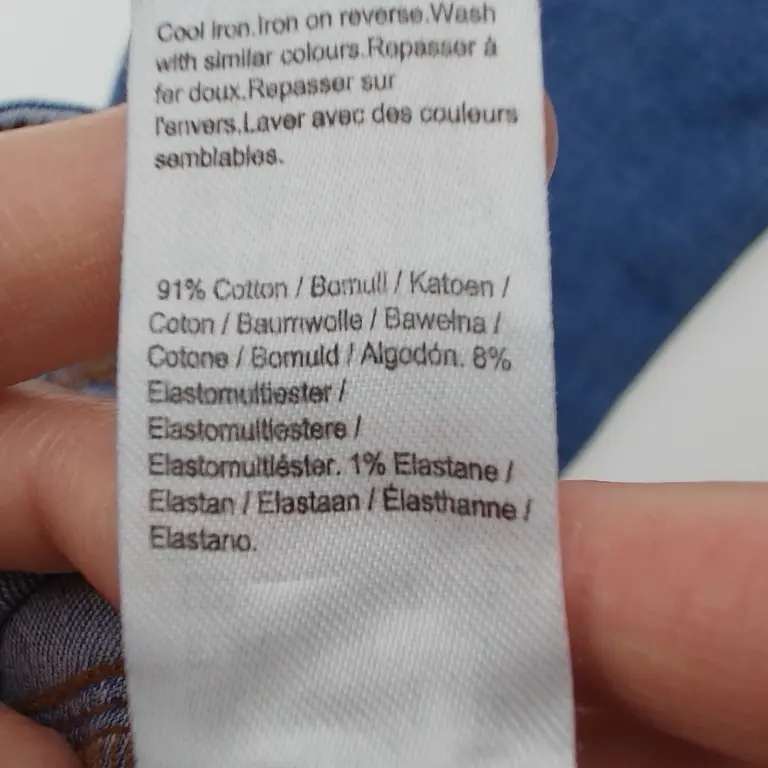 Cool iron.Iron on reverse.Wash
with similar colours.Repasser à
fer doux.Repasser sur
l'envers.Laver avec des couleurs
semblables.
91% Cotton / Bomull / Katoen /
Coton / Baumwolle / Bawełna /
Cotone / Bomuld / Algodón. 8%
Elastomultiester /
Elastomultiestere /
Elastomultiéster. 1% Elastane /
Elastan / Elastaan / Élasthanne /
Elastano.